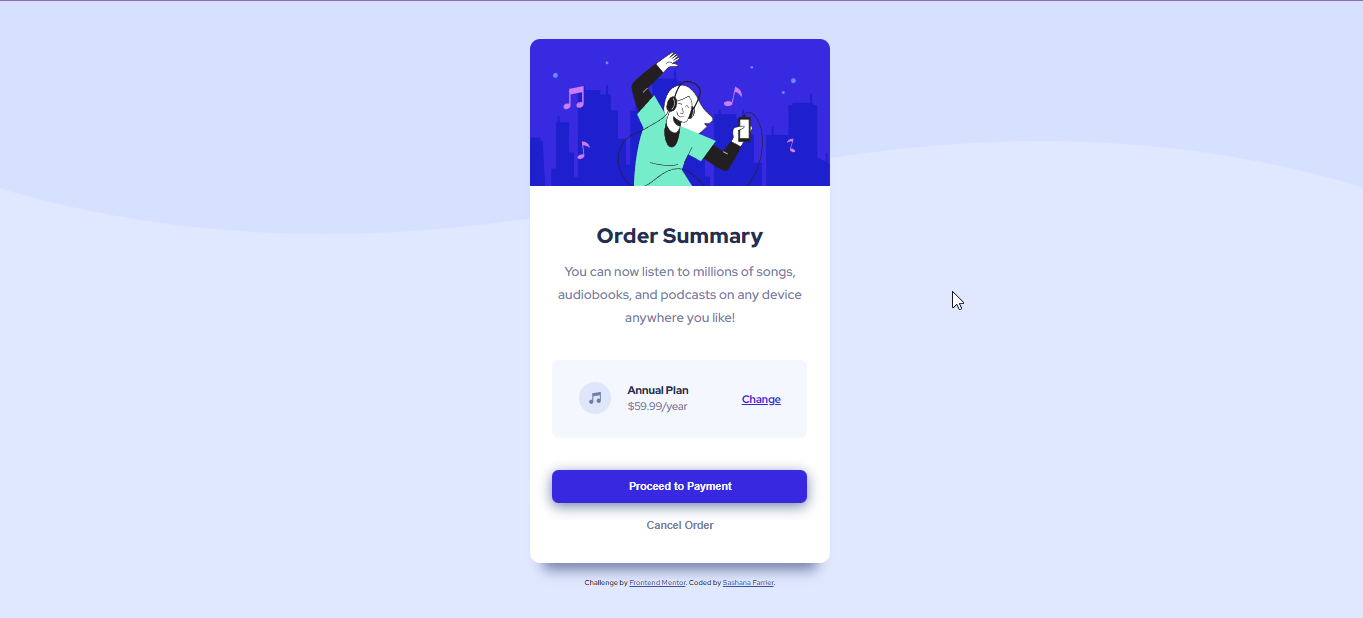 Order Summary
You can now listen to millions of songs,
audiobooks, and podcasts on any device
anywhere you like!
Annual Plan
$59.99/year
Change
Proceed to Payment
Cancel Order
Challenge by Frontend Mentor. Coded by Sashana Farrier.